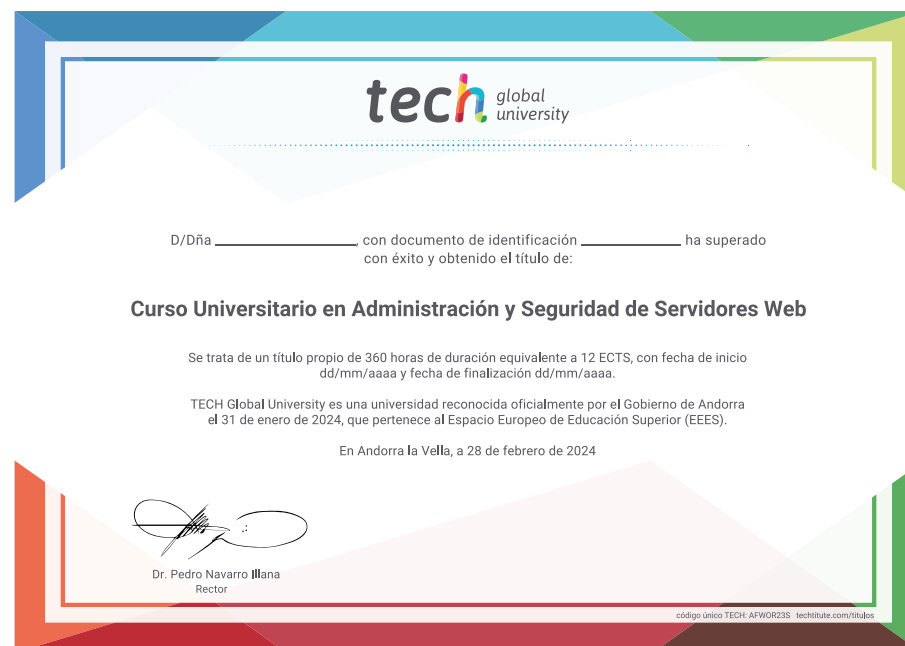 tech global university
D/Dña ________________, con documento de identificación ___________ ha superado
con éxito y obtenido el título de:
Curso Universitario en Administración y Seguridad de Servidores Web
Se trata de un título propio de 360 horas de duración equivalente a 12 ECTS, con fecha de inicio
dd/mm/aaaa y fecha de finalización dd/mm/aaaa.
TECH Global University es una universidad reconocida oficialmente por el Gobierno de Andorra
el 31 de enero de 2024, que pertenece al Espacio Europeo de Educación Superior (EEES).
En Andorra la Vella, a 28 de febrero de 2024
Dr. Pedro Navarro Illana
Rector
código único TECH: AFWOR23S techtitute.com/titulos